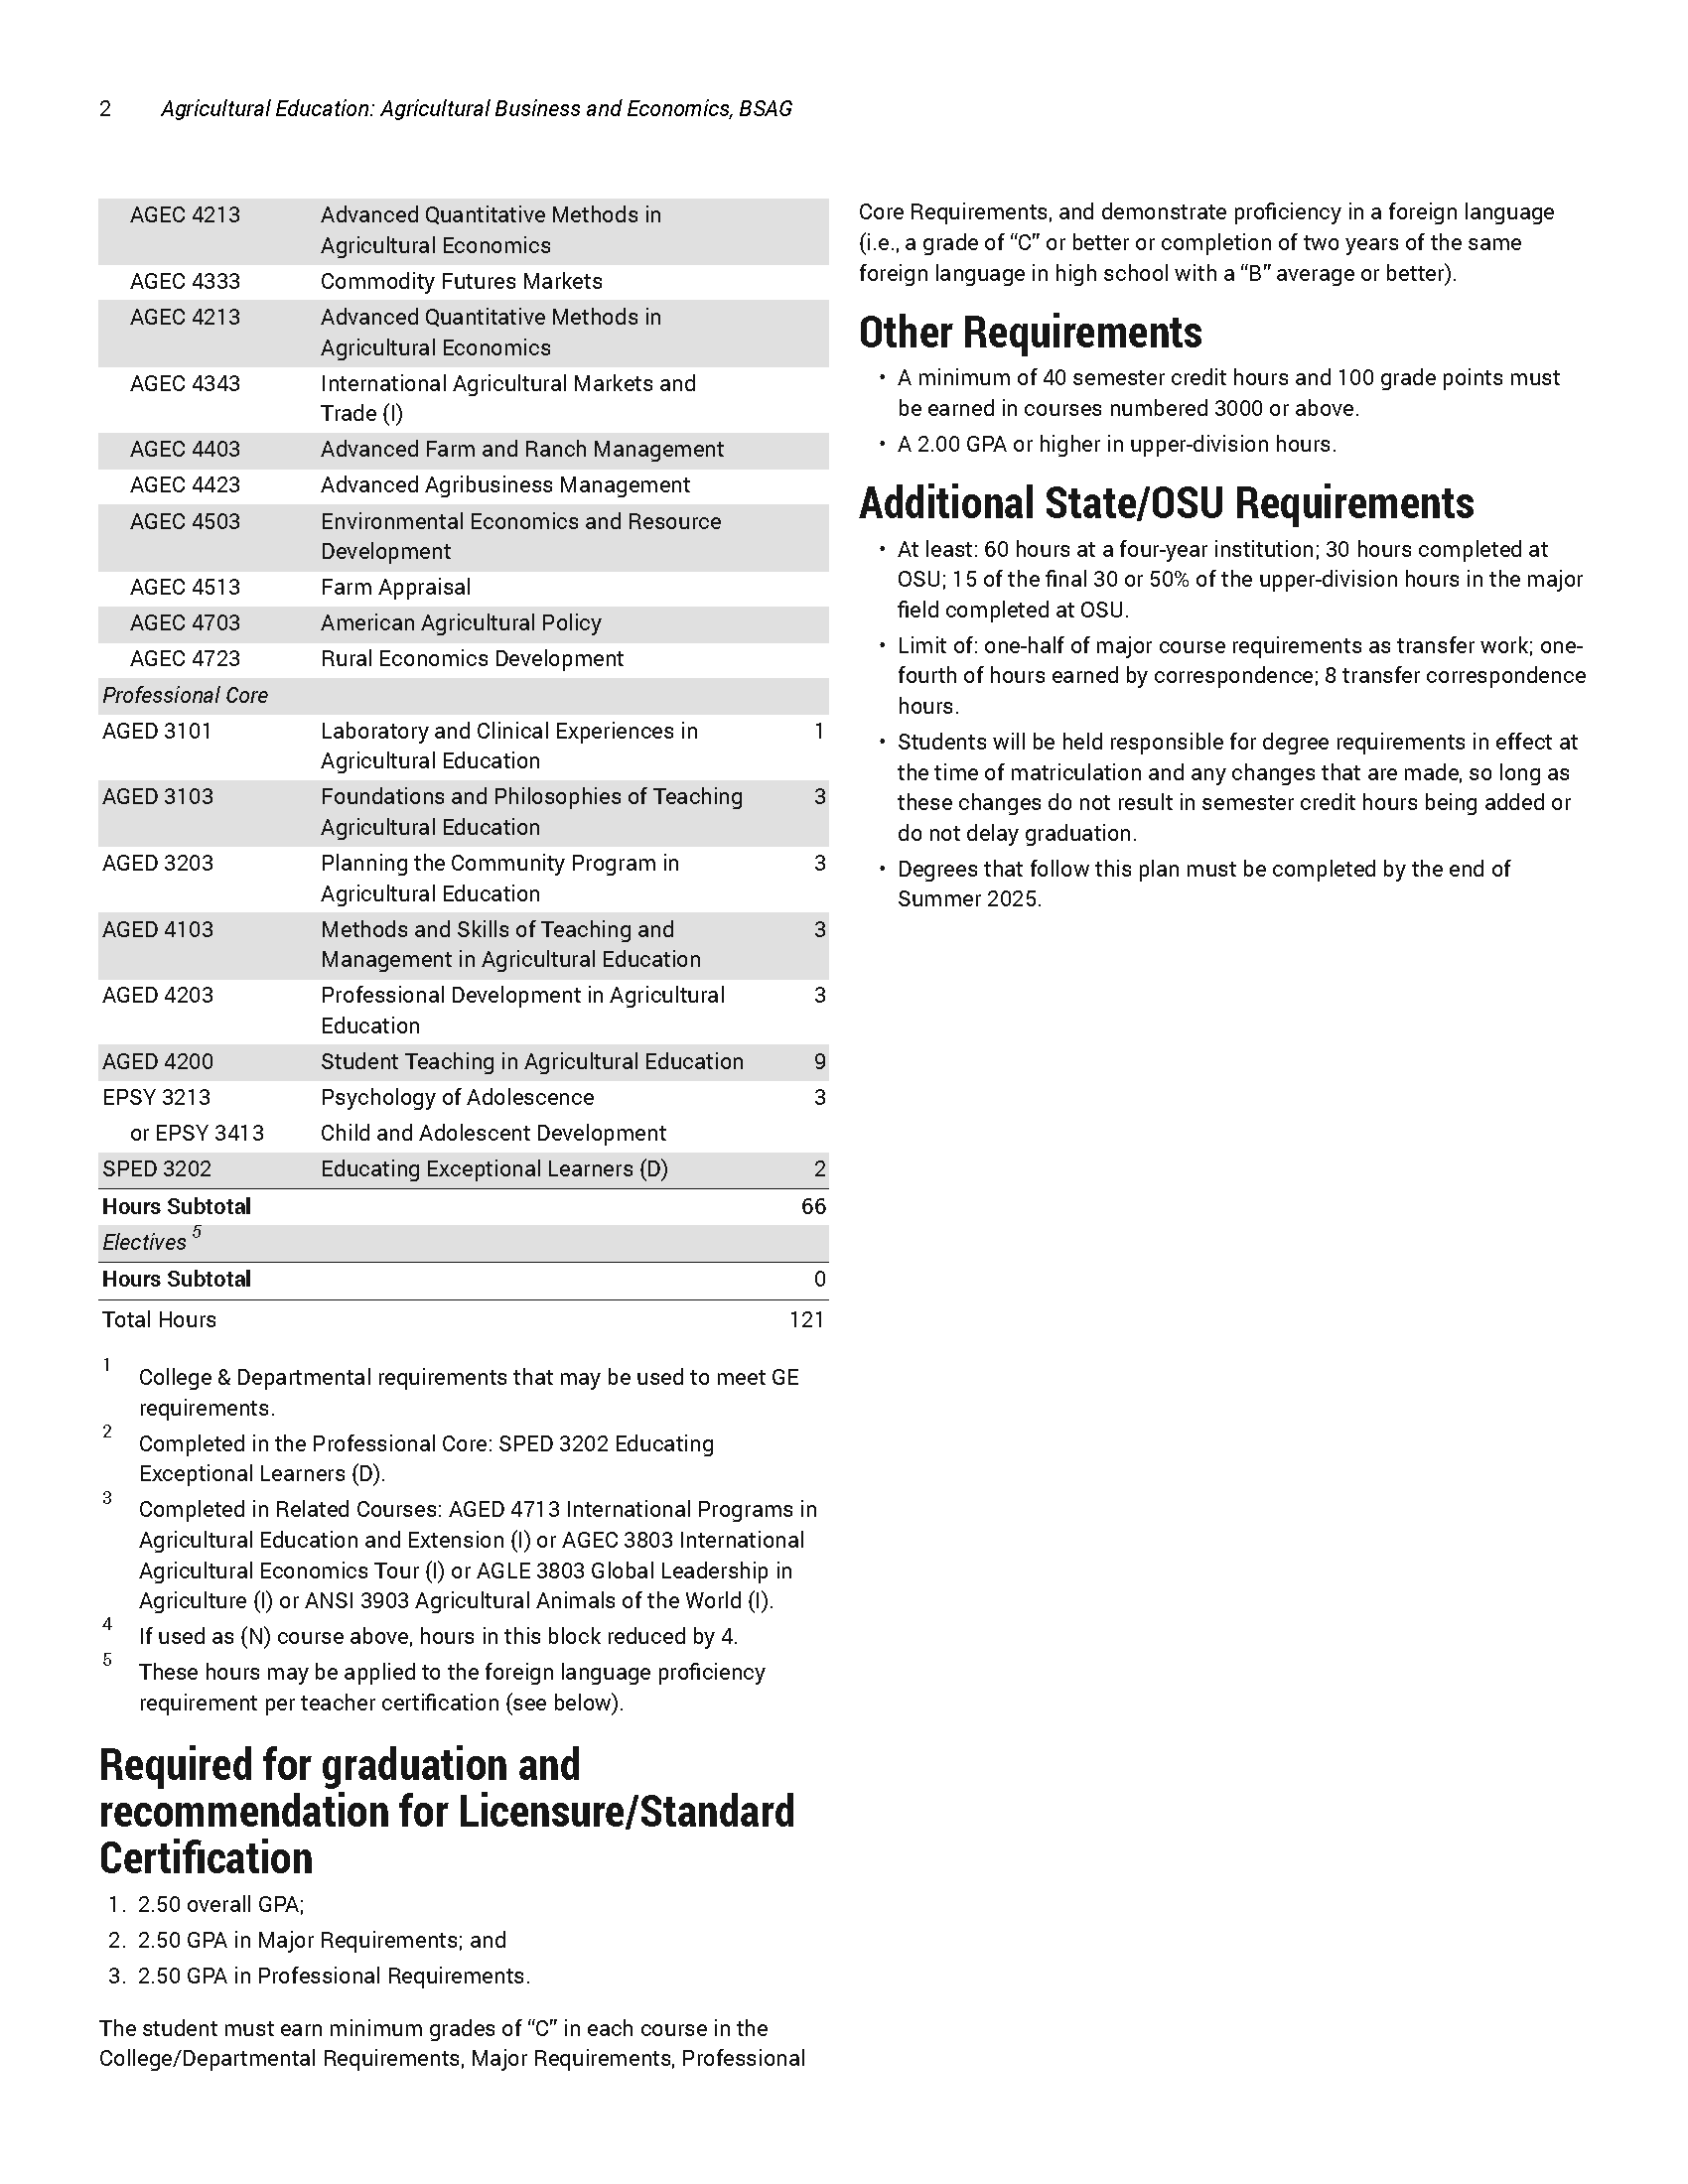 2 Agricultural Education: Agricultural Business and Economics, BSAG
AGEC 4213 Advanced Quantitative Methods in
Agricultural Economics
AGEC 4333 Commodity Futures Markets
AGEC 4213 Advanced Quantitative Methods in
Agricultural Economics
AGEC 4343 International Agricultural Markets and
Trade (I)
AGEC 4403 Advanced Farm and Ranch Management
AGEC 4423 Advanced Agribusiness Management
AGEC 4503 Environmental Economics and Resource
Development
AGEC 4513 Farm Appraisal
AGEC 4703 American Agricultural Policy
AGEC 4723 Rural Economics Development
Professional Core
AGED 3101 Laboratory and Clinical Experiences in 1
Agricultural Education
AGED 3103 Foundations and Philosophies of Teaching 3
Agricultural Education
AGED 3203 Planning the Community Program in 3
Agricultural Education
AGED 4103 Methods and Skills of Teaching and 3
Management in Agricultural Education
AGED 4203 Professional Development in Agricultural 3
Education
AGED 4200 Student Teaching in Agricultural Education 9
EPSY 3213 Psychology of Adolescence 3
or EPSY 3413 Child and Adolescent Development
SPED 3202 Educating Exceptional Learners (D) 2
Hours Subtotal 66
Electives 5
Hours Subtotal 0
Total Hours 121
1 College & Departmental requirements that may be used to meet GE
requirements.
2 Completed in the Professional Core: SPED 3202 Educating
Exceptional Learners (D).
3 Completed in Related Courses: AGED 4713 International Programs in
Agricultural Education and Extension (I) or AGEC 3803 International
Agricultural Economics Tour (I) or AGLE 3803 Global Leadership in
Agriculture (I) or ANSI 3903 Agricultural Animals of the World (I).
4 If used as (N) course above, hours in this block reduced by 4.
5 These hours may be applied to the foreign language proficiency
requirement per teacher certification (see below).
Required for graduation and
recommendation for Licensure/Standard
Certification
1. 2.50 overall GPA;
2. 2.50 GPA in Major Requirements; and
3. 2.50 GPA in Professional Requirements.
The student must earn minimum grades of “C” in each course in the
College/Departmental Requirements, Major Requirements, Professional
Core Requirements, and demonstrate proficiency in a foreign language
(i.e., a grade of “C” or better or completion of two years of the same
foreign language in high school with a “B” average or better).
Other Requirements
• A minimum of 40 semester credit hours and 100 grade points must
be earned in courses numbered 3000 or above.
• A 2.00 GPA or higher in upper-division hours.
Additional State/OSU Requirements
• At least: 60 hours at a four-year institution; 30 hours completed at
OSU; 15 of the final 30 or 50% of the upper-division hours in the major
field completed at OSU.
• Limit of: one-half of major course requirements as transfer work; one-
fourth of hours earned by correspondence; 8 transfer correspondence
hours.
• Students will be held responsible for degree requirements in effect at
the time of matriculation and any changes that are made, so long as
these changes do not result in semester credit hours being added or
do not delay graduation.
• Degrees that follow this plan must be completed by the end of
Summer 2025.